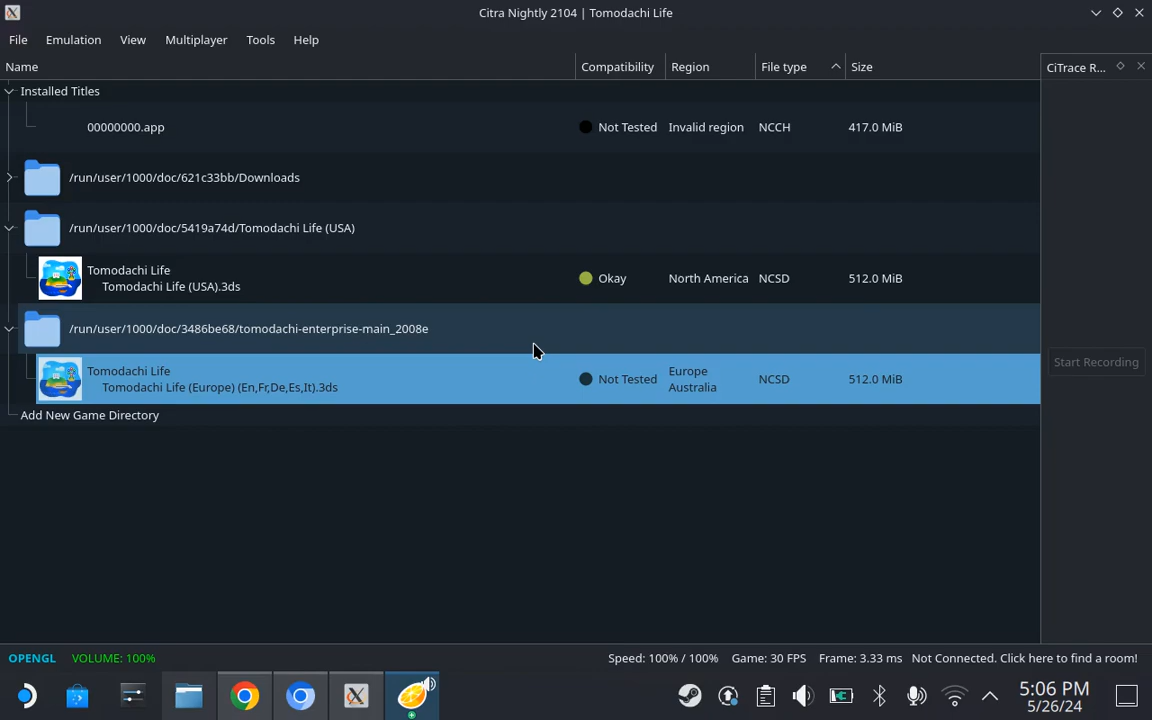 Citra Nightly 2104 | Tomodachi Life
File Emulation View Multiplayer Tools Help
Name Compatibility Region File type Size CiTrace R...
Installed Titles
00000000.app Not Tested Invalid region NCCH 417.0 MiB
/run/user/1000/doc/621c33bb/Downloads
/run/user/1000/doc/5419a74d/Tomodachi Life (USA)
Tomodachi Life
Tomodachi Life (USA).3ds Okay North America NCSD 512.0 MiB
/run/user/1000/doc/3486be68/tomodachi-enterprise-main_2008e
Start Recording
Tomodachi Life Europe
Tomodachi Life (Europe) (En,Fr,De,Es,It).3ds Not Tested Australia NCSD 512.0 MiB
Add New Game Directory
OPENGL VOLUME: 100% Speed: 100% / 100% Game: 30 FPS Frame: 3.33 ms Not Connected. Click here to find a room!
5:06 PM
5/26/24